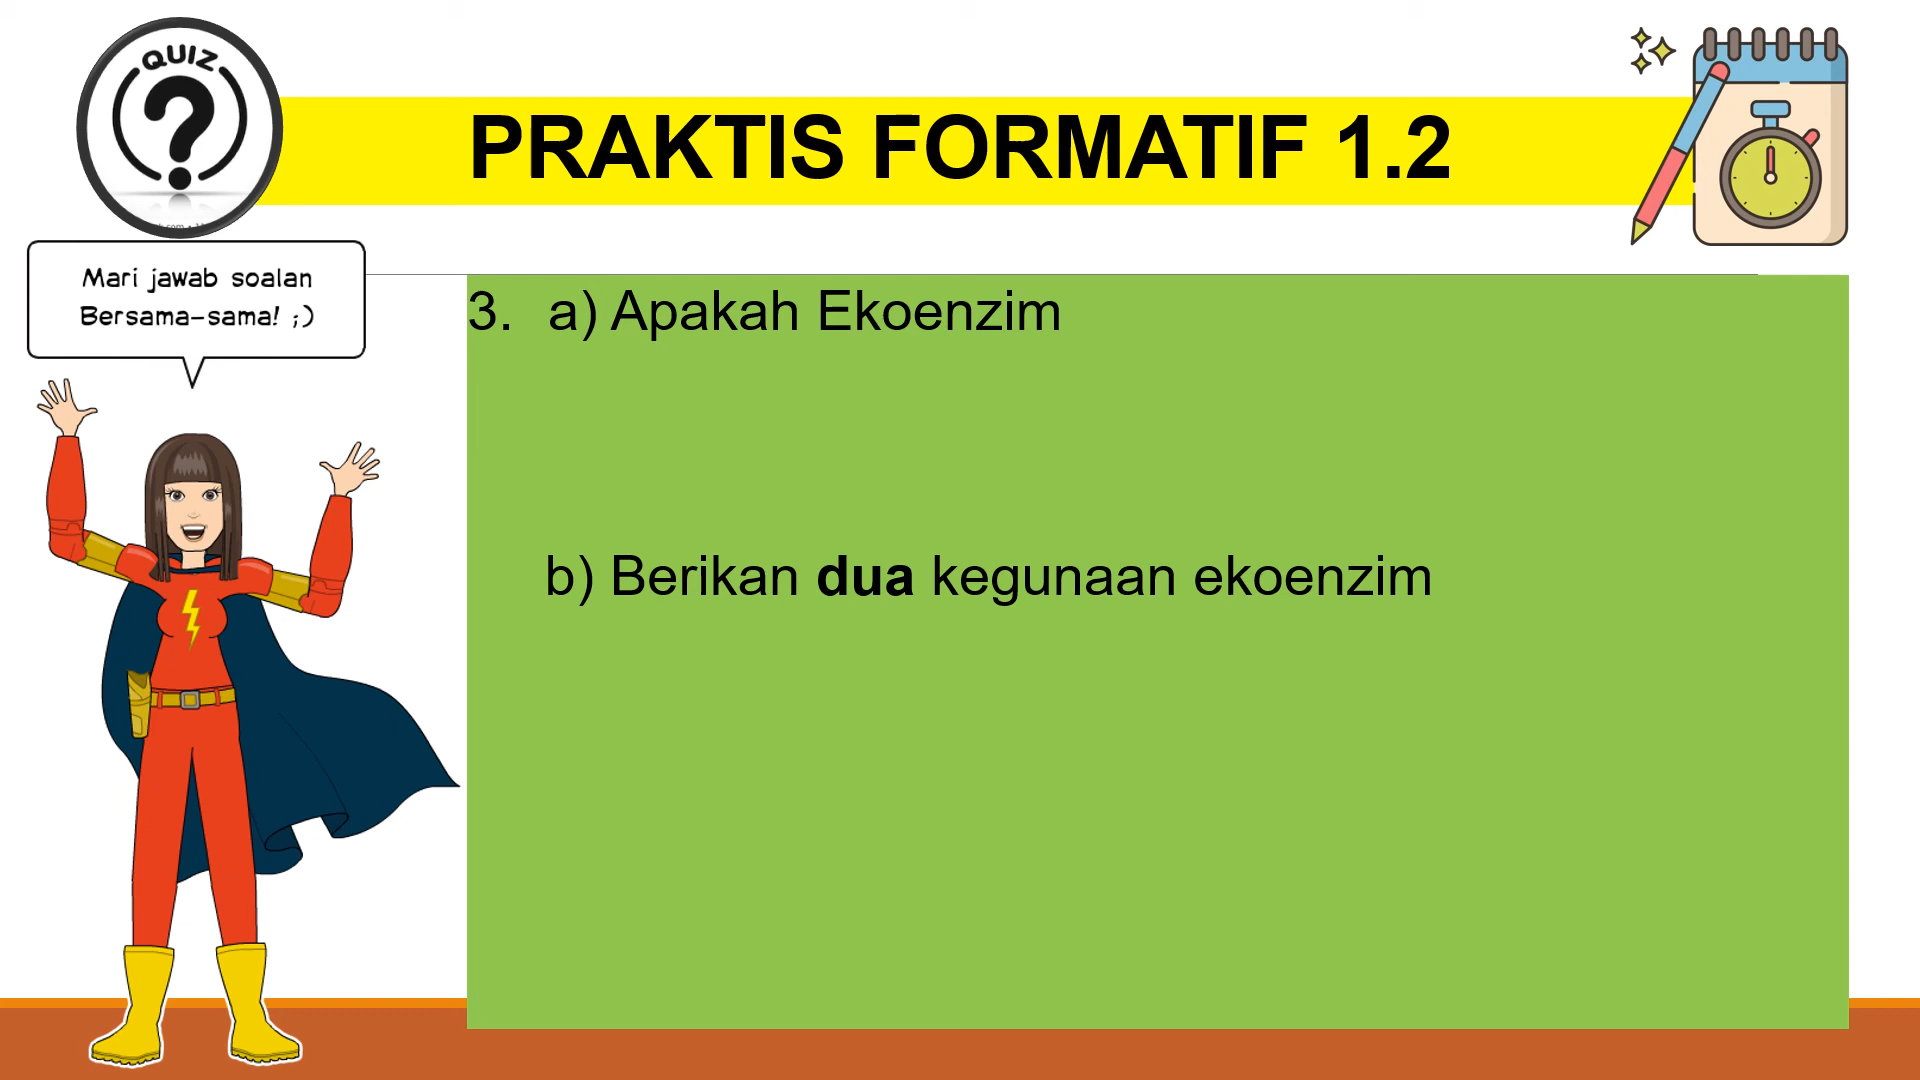 QUIZ
PRAKTIS FORMATIF 1.2
Mari jawab soalan
Bersama-sama! ;)
3. a) Apakah Ekoenzim
b) Berikan dua kegunaan ekoenzim